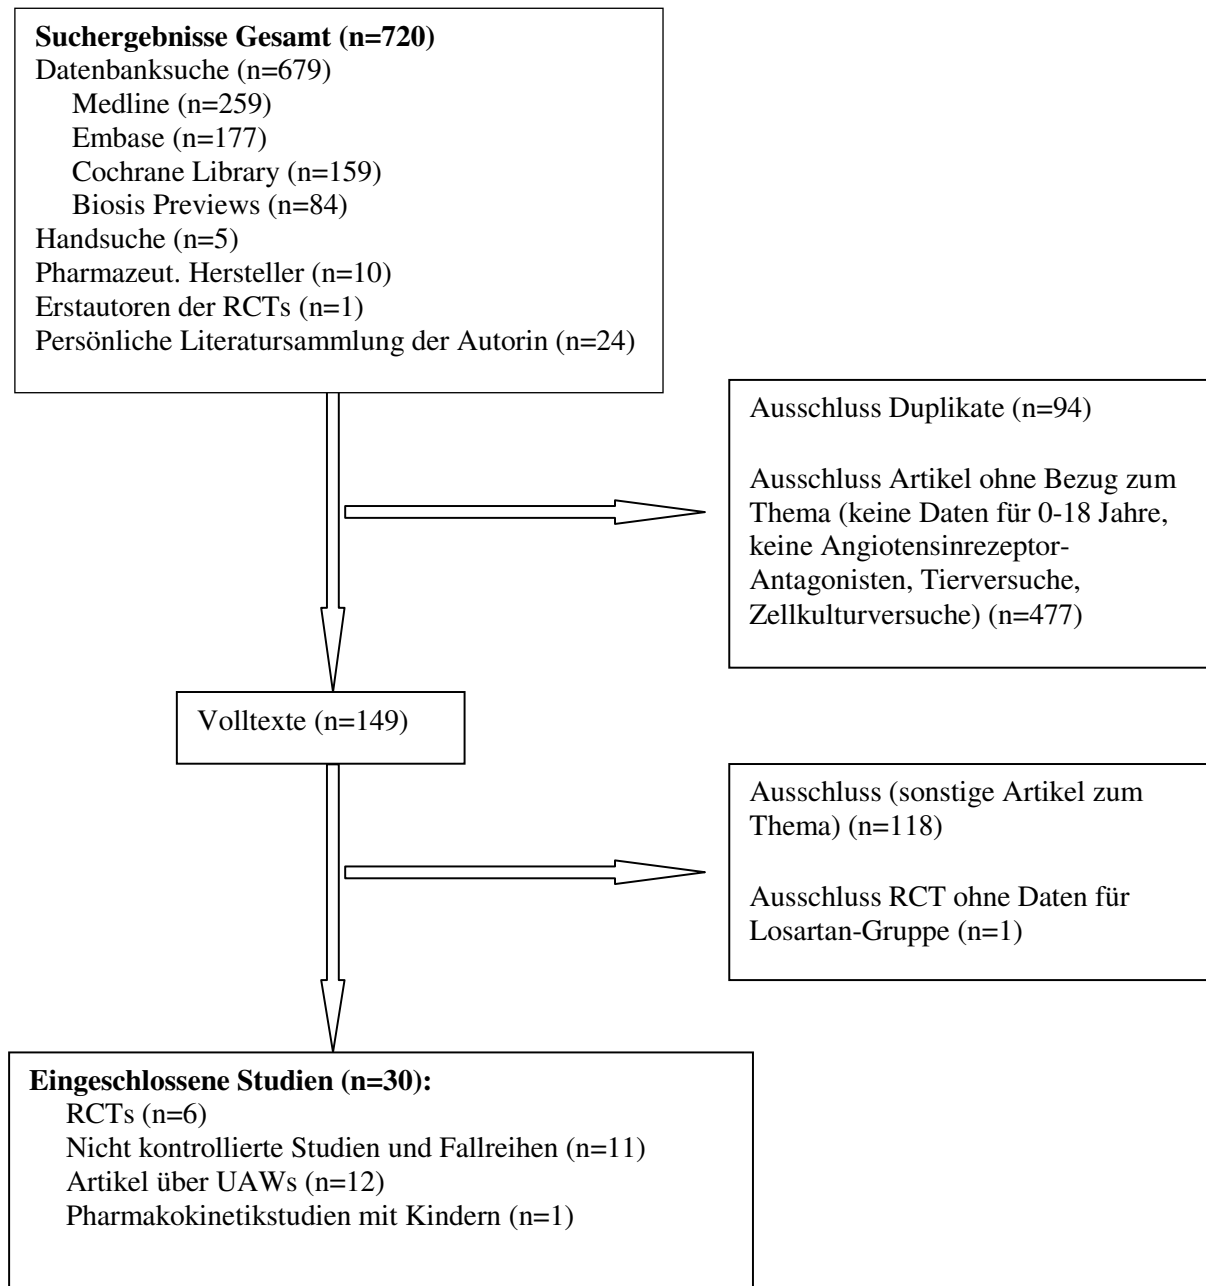 Suchergebnisse Gesamt (n=720)
Datenbanksuche (n=679)
Medline (n=259)
Embase (n=177)
Cochrane Library (n=159)
Biosis Previews (n=84)
Handsuche (n=5)
Pharmazeut. Hersteller (n=10)
Erstautoren der RCTs (n=1)
Persönliche Literatursammlung der Autorin (n=24)
Ausschluss Duplikate (n=94)
Ausschluss Artikel ohne Bezug zum
Thema (keine Daten für 0-18 Jahre,
keine Angiotensinrezeptor-
Antagonisten, Tierversuche,
Zellkulturversuche) (n=477)
Volltexte (n=149)
Ausschluss (sonstige Artikel zum
Thema) (n=118)
Ausschluss RCT ohne Daten für
Losartan-Gruppe (n=1)
Eingeschlossene Studien (n=30):
RCTs (n=6)
Nicht kontrollierte Studien und Fallreihen (n=11)
Artikel über UAWs (n=12)
Pharmakokinetikstudien mit Kindern (n=1)